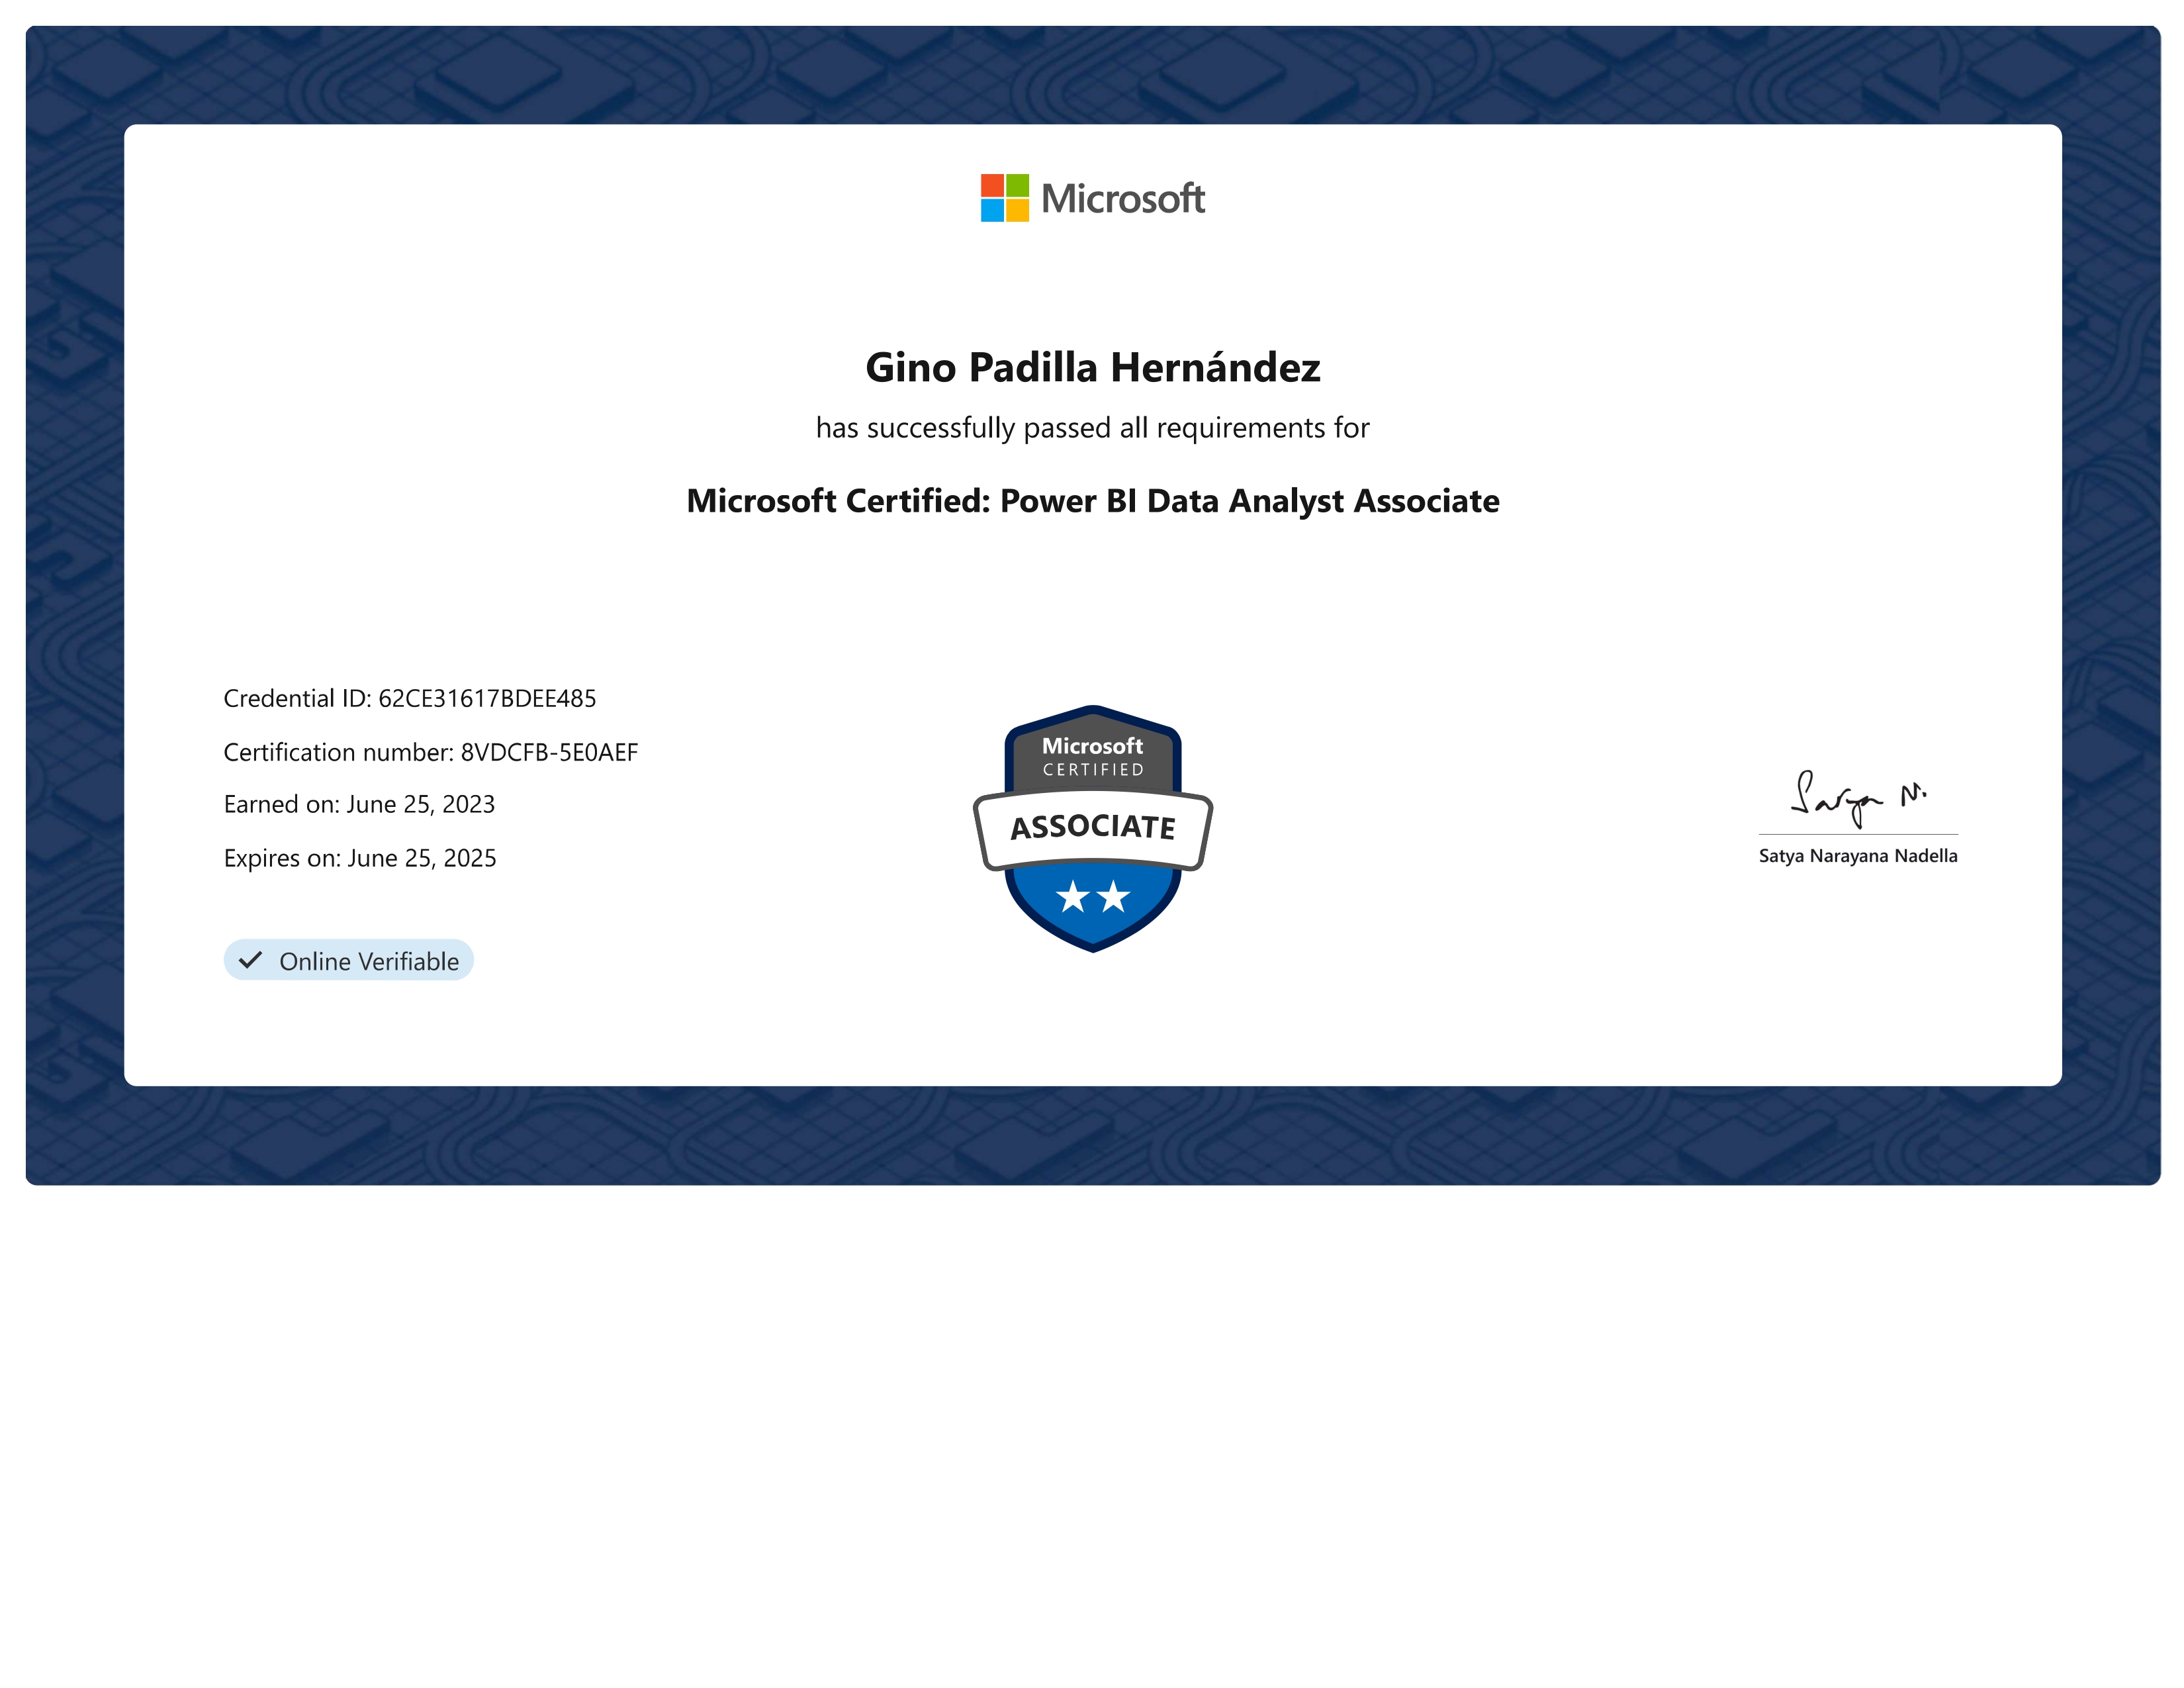 Microsoft
Gino Padilla Hernández
has successfully passed all requirements for
Microsoft Certified: Power BI Data Analyst Associate
Credential ID: 62CE31617BDEE485
Certification number: 8VDCFB-5E0AEF
Earned on: June 25, 2023
Expires on: June 25, 2025
Online Verifiable
Microsoft
CERTIFIED
ASSOCIATE
Satya N.
Satya Narayana Nadella